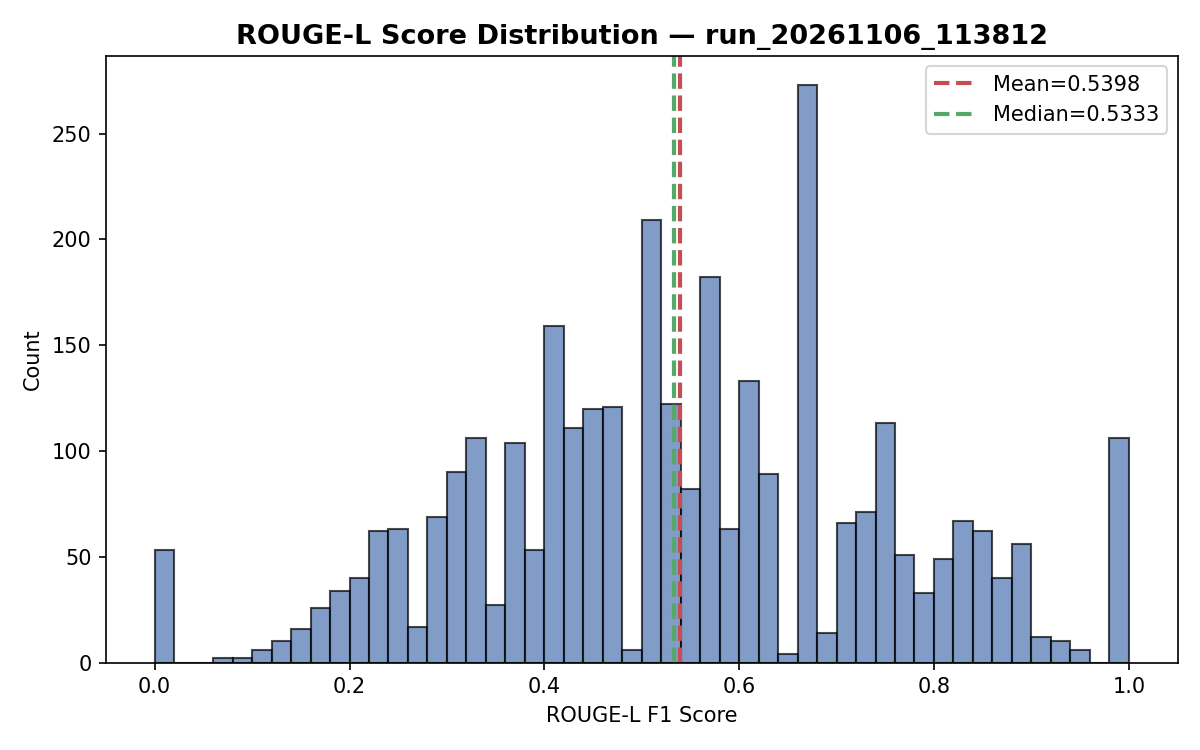 ROUGE-L Score Distribution — run_20261106_113812
Mean=0.5398
Median=0.5333
250
200
150
100
50
0
Count
0.0 0.2 0.4 0.6 0.8 1.0
ROUGE-L F1 Score